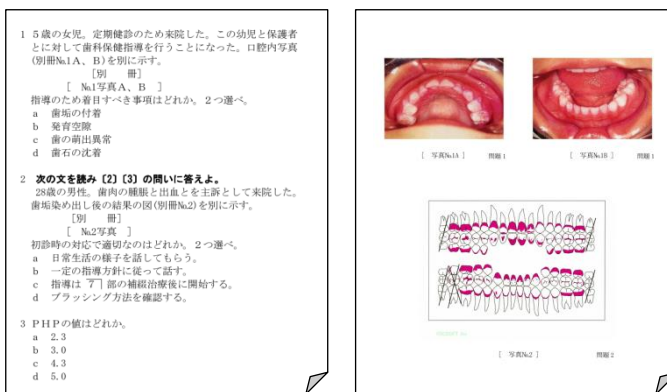 1 5歳の女児。定期健診のため来院した。この幼児と保護者
とに対して歯科保健指導を行うことになった。口腔内写真
(別冊№1A、B)を別に示す。
[別 冊]
[ №1写真A、B ]
指導のため着目すべき事項はどれか。2つ選べ。
a 歯垢の付着
b 発育空隙
c 歯の萌出異常
d 歯石の沈着
2 次の文を読み〔2〕〔3〕の問いに答えよ。
28歳の男性。歯肉の腫脹と出血とを主訴として来院した。
歯垢染め出し後の結果の図(別冊№2)を別に示す。
[別 冊]
[ №2写真 ]
初診時の対応で適切なのはどれか。2つ選べ。
a 日常生活の様子を話してもらう。
b 一定の指導方針に従って話す。
c 指導は 7 部の補綴治療後に開始する。
d ブラッシング方法を確認する。
3 PHPの値はどれか。
a 2.3
b 3.0
c 4.3
d 5.0
[ 写真№1A ] 問題1
[ 写真№1B ] 問題1
[ 写真№2 ] 問題2